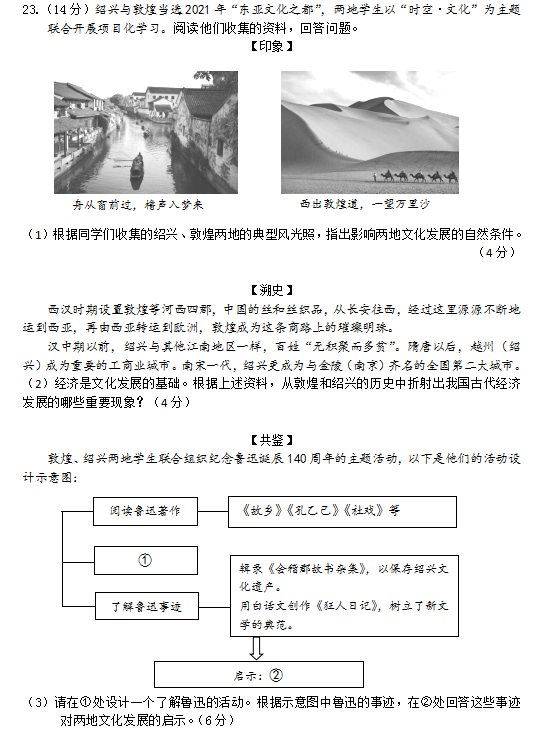 23.(14分)绍兴与敦煌当选2021年“东亚文化之都”，两地学生以“时空·文化”为主题
联合开展项目化学习。阅读他们收集的资料，回答问题。
【印象】
舟从窗前过，橹声入梦来
西出敦煌道，一望万里沙
(1)根据同学们收集的绍兴、敦煌两地的典型风光照，指出影响两地文化发展的自然条件。
(4分)
【溯史】
西汉时期设置敦煌等河西四郡，中国的丝和丝织品，从长安往西，经过这里源源不断地
运到西亚，再由西亚转运到欧洲，敦煌成为这条商路上的璀璨明珠。
汉中期以前，绍兴与其他江南地区一样，百姓“无积聚而多贫”。隋唐以后，越州（绍
兴）成为重要的工商业城市。南宋一代，绍兴更成为与金陵（南京）齐名的全国第二大城市。
(2)经济是文化发展的基础。根据上述资料，从敦煌和绍兴的历史中折射出我国古代经济
发展的哪些重要现象？(4分)
【共鉴】
敦煌、绍兴两地学生联合组织纪念鲁迅诞辰140周年的主题活动，以下是他们的活动设
计示意图：
阅读鲁迅著作
《故乡》《孔乙己》《社戏》等
①
了解鲁迅事迹
辑录《会稽郡故书杂集》，以保存绍兴文
化遗产。
用白话文创作《狂人日记》，树立了新文
学的典范。
启示：②
(3)请在①处设计一个了解鲁迅的活动。根据示意图中鲁迅的事迹，在②处回答这些事迹
对两地文化发展的启示。(6分)